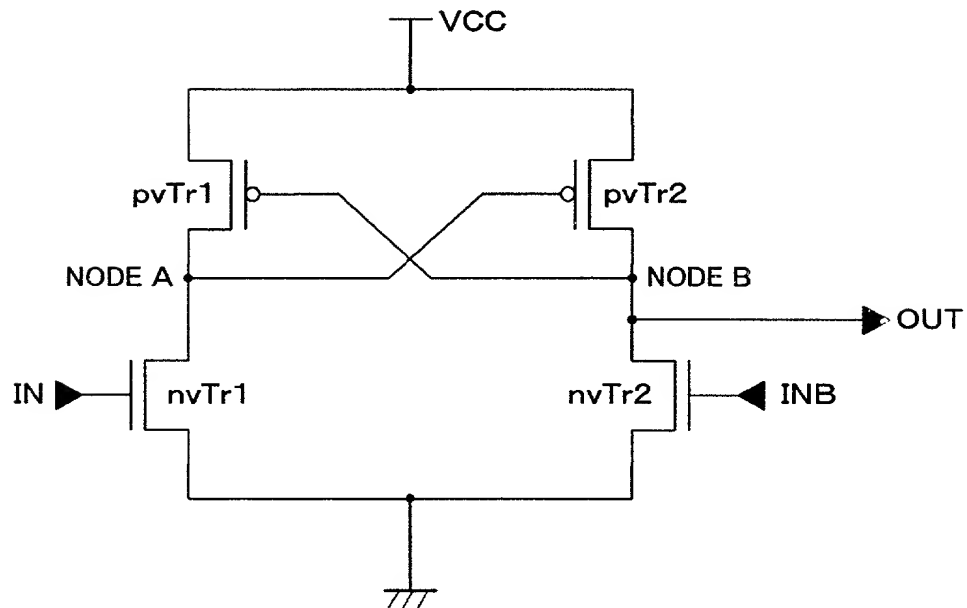 VCC
pvTr1
pvTr2
NODE A
NODE B
OUT
IN
nvTr1
nvTr2
INB